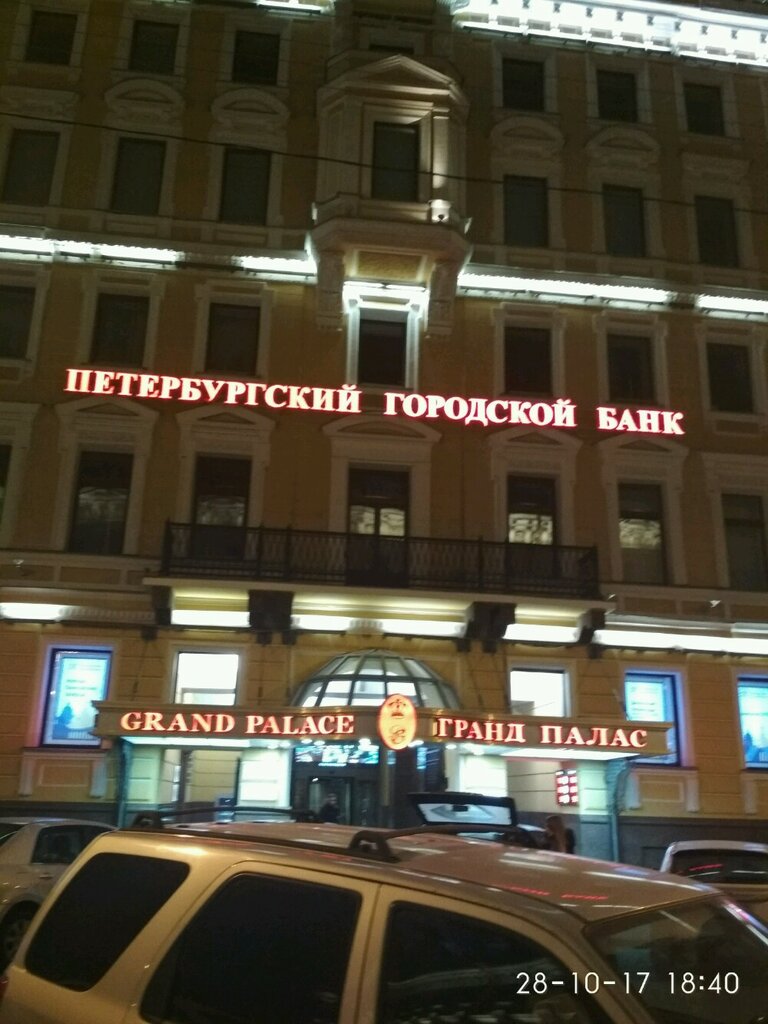 ПЕТЕРБУРГСКИЙ ГОРОДСКОЙ БАНК
GRAND PALACE ГРАНД ПАЛАС
28-10-17 18:40